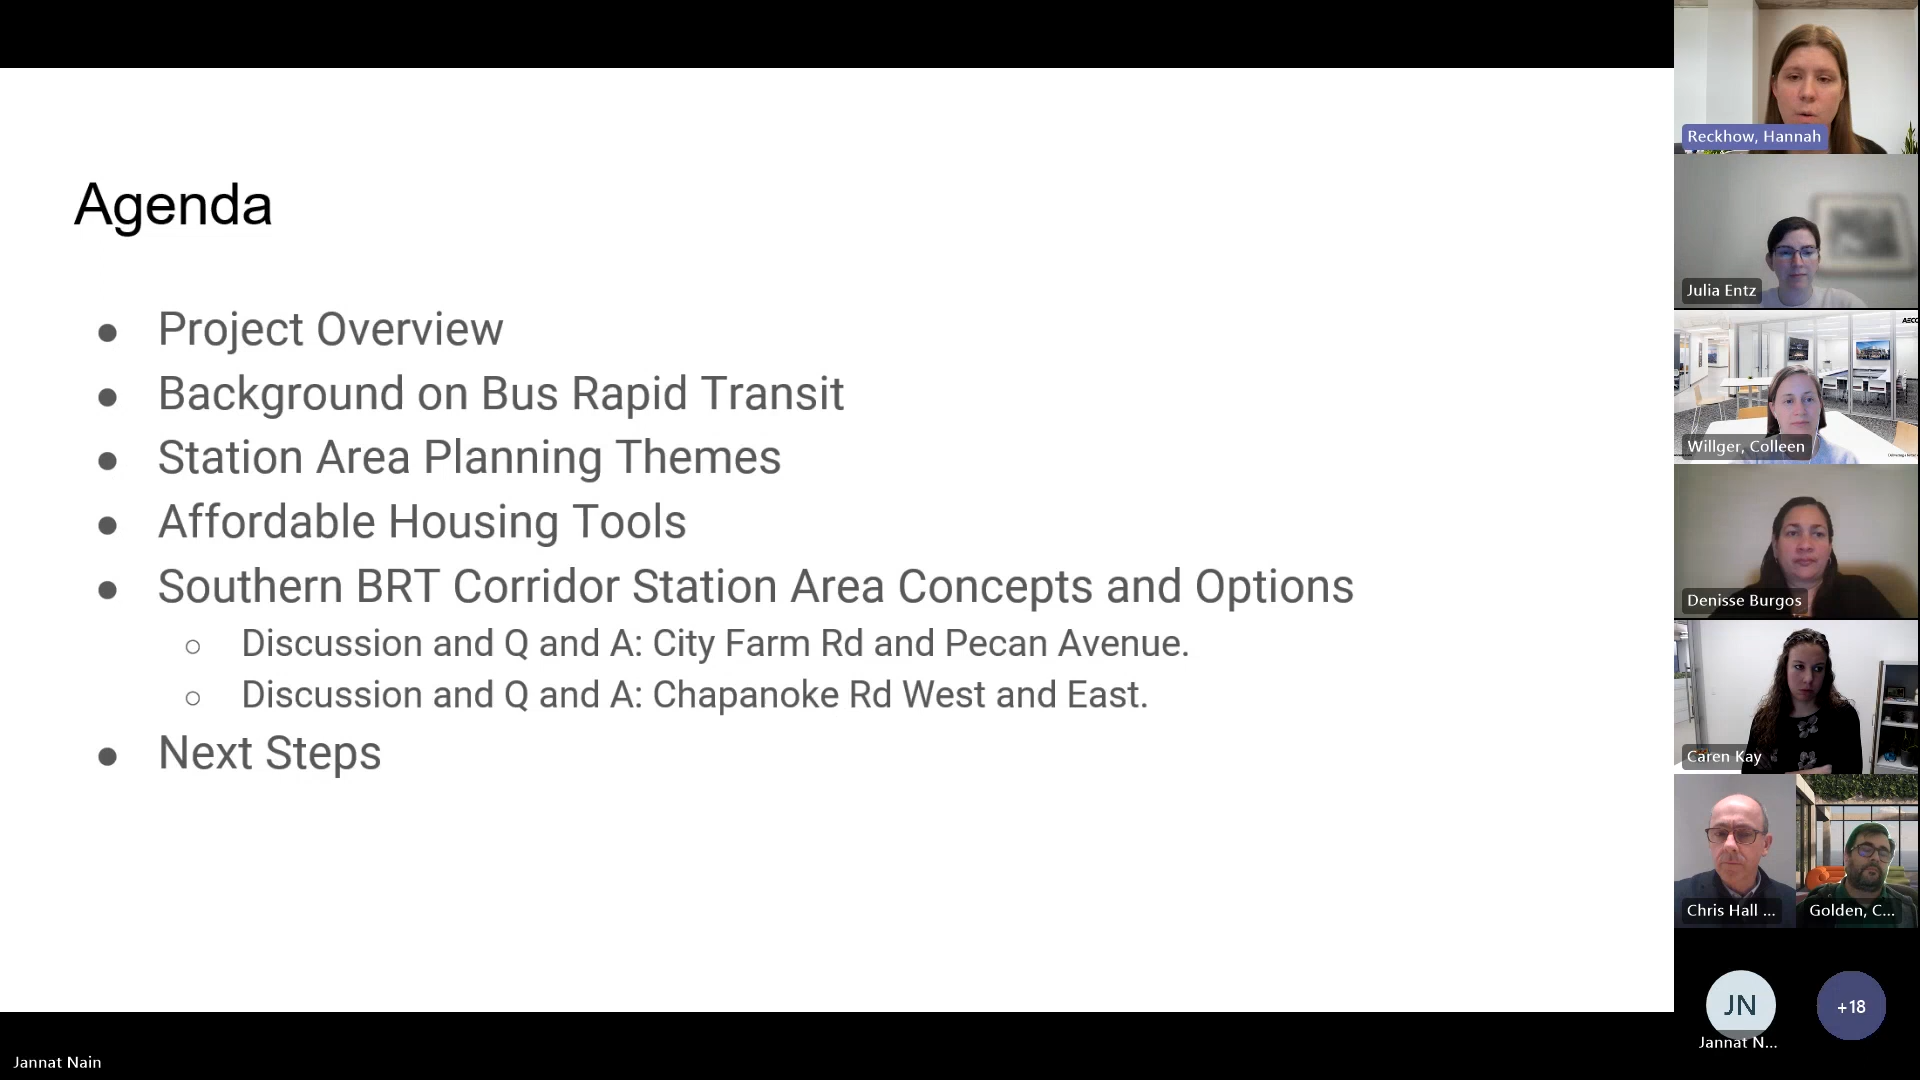 Agenda
● Project Overview
● Background on Bus Rapid Transit
● Station Area Planning Themes
● Affordable Housing Tools
● Southern BRT Corridor Station Area Concepts and Options
○ Discussion and Q and A: City Farm Rd and Pecan Avenue.
○ Discussion and Q and A: Chapanoke Rd West and East.
● Next Steps
Jannat Nain
Reckhow, Hannah
Julia Entz
AECO
Willger, Colleen
Denisse Burgos
Caren Kay
Chris Hall ...
Golden, C...
JN
Jannat N...
+18